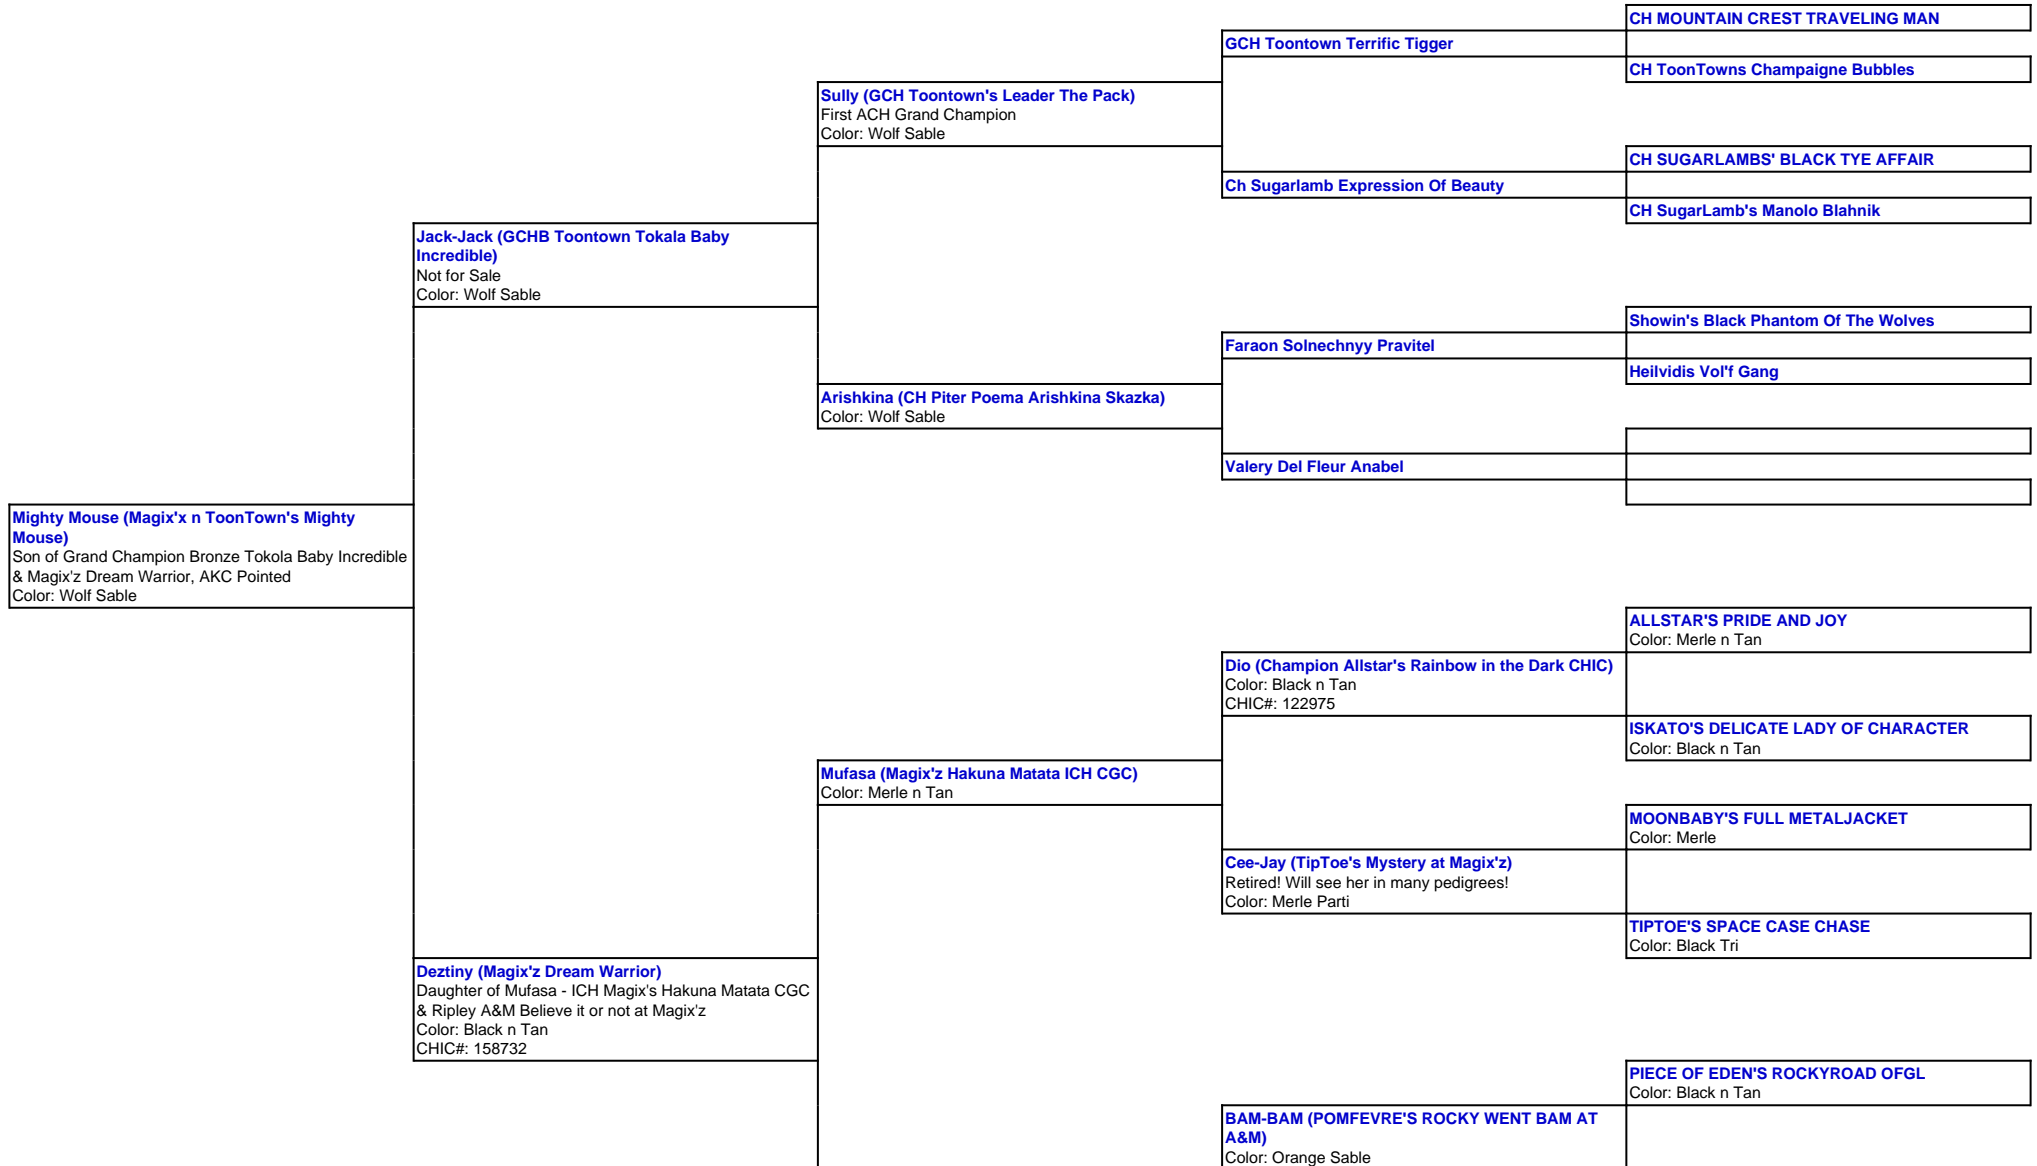 CH MOUNTAIN CREST TRAVELING MAN
GCH Toontown Terrific Tigger
CH ToonTowns Champaigne Bubbles
Sully (GCH Toontown's Leader The Pack)
First ACH Grand Champion
Color: Wolf Sable
CH SUGARLAMBS' BLACK TYE AFFAIR
Ch Sugarlamb Expression Of Beauty
CH SugarLamb's Manolo Blahnik
Jack-Jack (GCHB Toontown Tokala Baby
Incredible)
Not for Sale
Color: Wolf Sable
Showin's Black Phantom Of The Wolves
Faraon Solnechnyy Pravitel
Heilvidis Vol'f Gang
Arishkina (CH Piter Poema Arishkina Skazka)
Color: Wolf Sable
Valery Del Fleur Anabel
Mighty Mouse (Magix'x n ToonTown's Mighty
Mouse)
Son of Grand Champion Bronze Tokola Baby Incredible
& Magix'z Dream Warrior, AKC Pointed
Color: Wolf Sable
ALLSTAR'S PRIDE AND JOY
Color: Merle n Tan
Dio (Champion Allstar's Rainbow in the Dark CHIC)
Color: Black n Tan
CHIC#: 122975
ISKATO'S DELICATE LADY OF CHARACTER
Color: Black n Tan
Mufasa (Magix'z Hakuna Matata ICH CGC)
Color: Merle n Tan
MOONBABY'S FULL METALJACKET
Color: Merle
Cee-Jay (TipToe's Mystery at Magix'z)
Retired! Will see her in many pedigrees!
Color: Merle Parti
TIPTOE'S SPACE CASE CHASE
Color: Black Tri
Deztiny (Magix'z Dream Warrior)
Daughter of Mufasa - ICH Magix's Hakuna Matata CGC
& Ripley A&M Believe it or not at Magix'z
Color: Black n Tan
CHIC#: 158732
PIECE OF EDEN'S ROCKYROAD OFGL
Color: Black n Tan
BAM-BAM (POMFEVRE'S ROCKY WENT BAM AT
A&M)
Color: Orange Sable